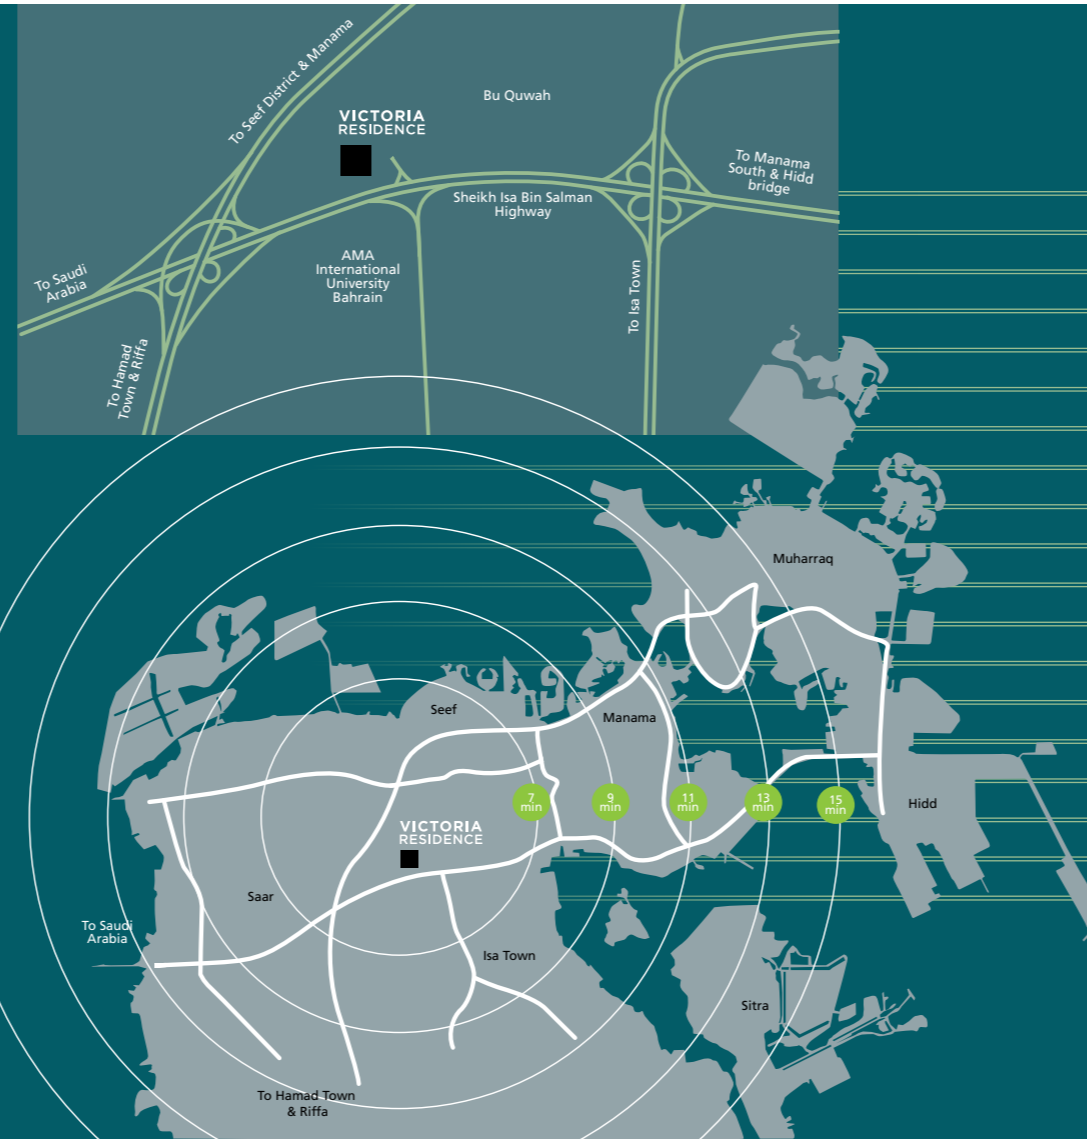 To Seef District & Manama
VICTORIA
RESIDENCE
Bu Quwah
To Manama
South & Hidd
bridge
Sheikh Isa Bin Salman
Highway
AMA
International
University
Bahrain
To Saudi
Arabia
To Isa Town
To Hamad
Town & Riffa
Muharraq
Seef
Manama
7
min
9
min
11
min
13
min
15
min
Hidd
VICTORIA
RESIDENCE
Saar
To Saudi
Arabia
Isa Town
Sitra
To Hamad Town
& Riffa